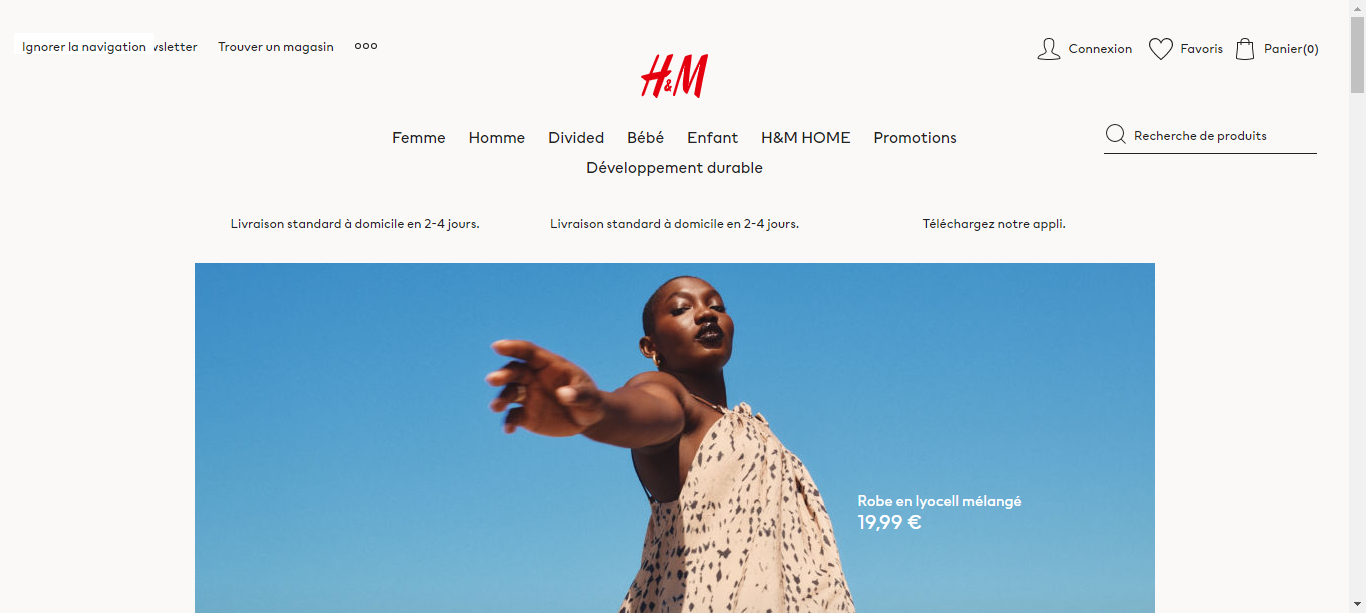 Ignorer la navigation
Trouver un magasin
Connexion
Favoris
Panier(0)
H&M
Femme Homme Divided Bébé Enfant H&M HOME Promotions
Développement durable
Recherche de produits
Livraison standard à domicile en 2-4 jours.
Livraison standard à domicile en 2-4 jours.
Téléchargez notre appli.
Robe en lyocell mélangé
19,99 €